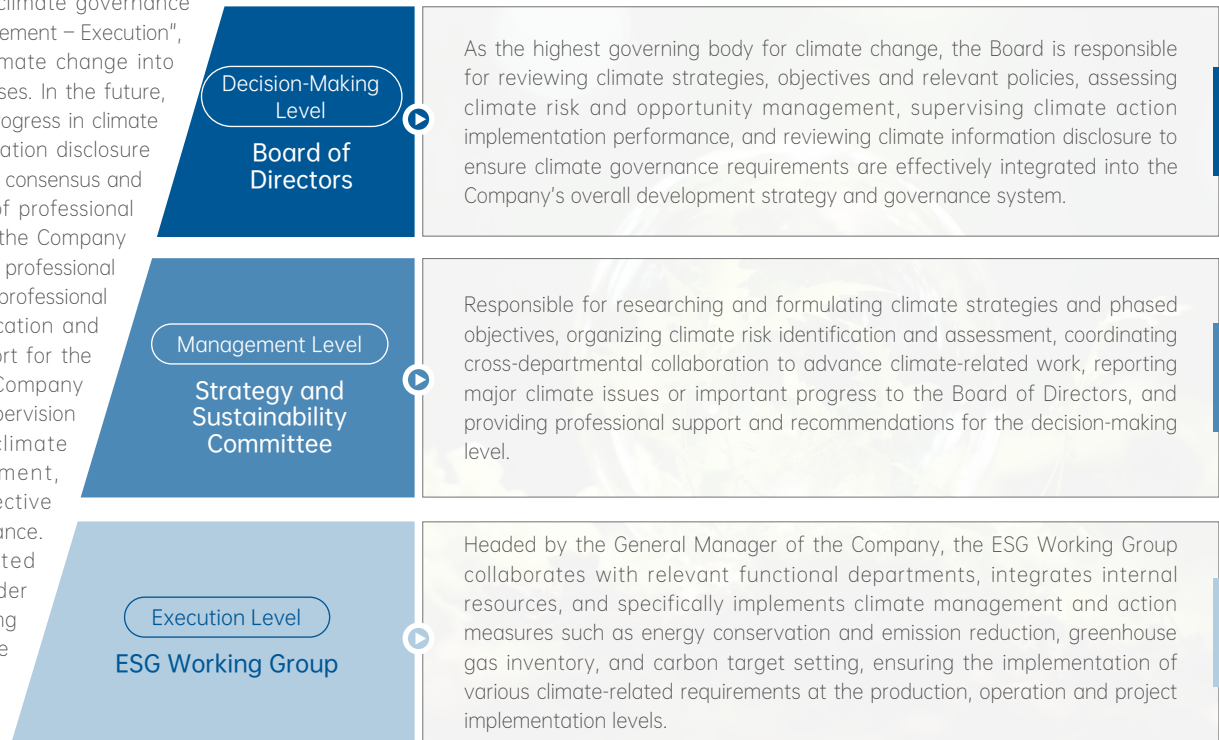 climate governance
ement – Execution",
mate change into
ses. In the future,
rogress in climate
ation disclosure
consensus and
of professional
the Company
professional
professional
cation and
ort for the
Company
pervision
climate
ment,
ective
ance.
ted
der
ng
e
Decision-Making
Level
Board of
Directors
As the highest governing body for climate change, the Board is responsible
for reviewing climate strategies, objectives and relevant policies, assessing
climate risk and opportunity management, supervising climate action
implementation performance, and reviewing climate information disclosure to
ensure climate governance requirements are effectively integrated into the
Company's overall development strategy and governance system.
Management Level
Strategy and
Sustainability
Committee
Responsible for researching and formulating climate strategies and phased
objectives, organizing climate risk identification and assessment, coordinating
cross-departmental collaboration to advance climate-related work, reporting
major climate issues or important progress to the Board of Directors, and
providing professional support and recommendations for the decision-making
level.
Execution Level
ESG Working Group
Headed by the General Manager of the Company, the ESG Working Group
collaborates with relevant functional departments, integrates internal
resources, and specifically implements climate management and action
measures such as energy conservation and emission reduction, greenhouse
gas inventory, and carbon target setting, ensuring the implementation of
various climate-related requirements at the production, operation and project
implementation levels.